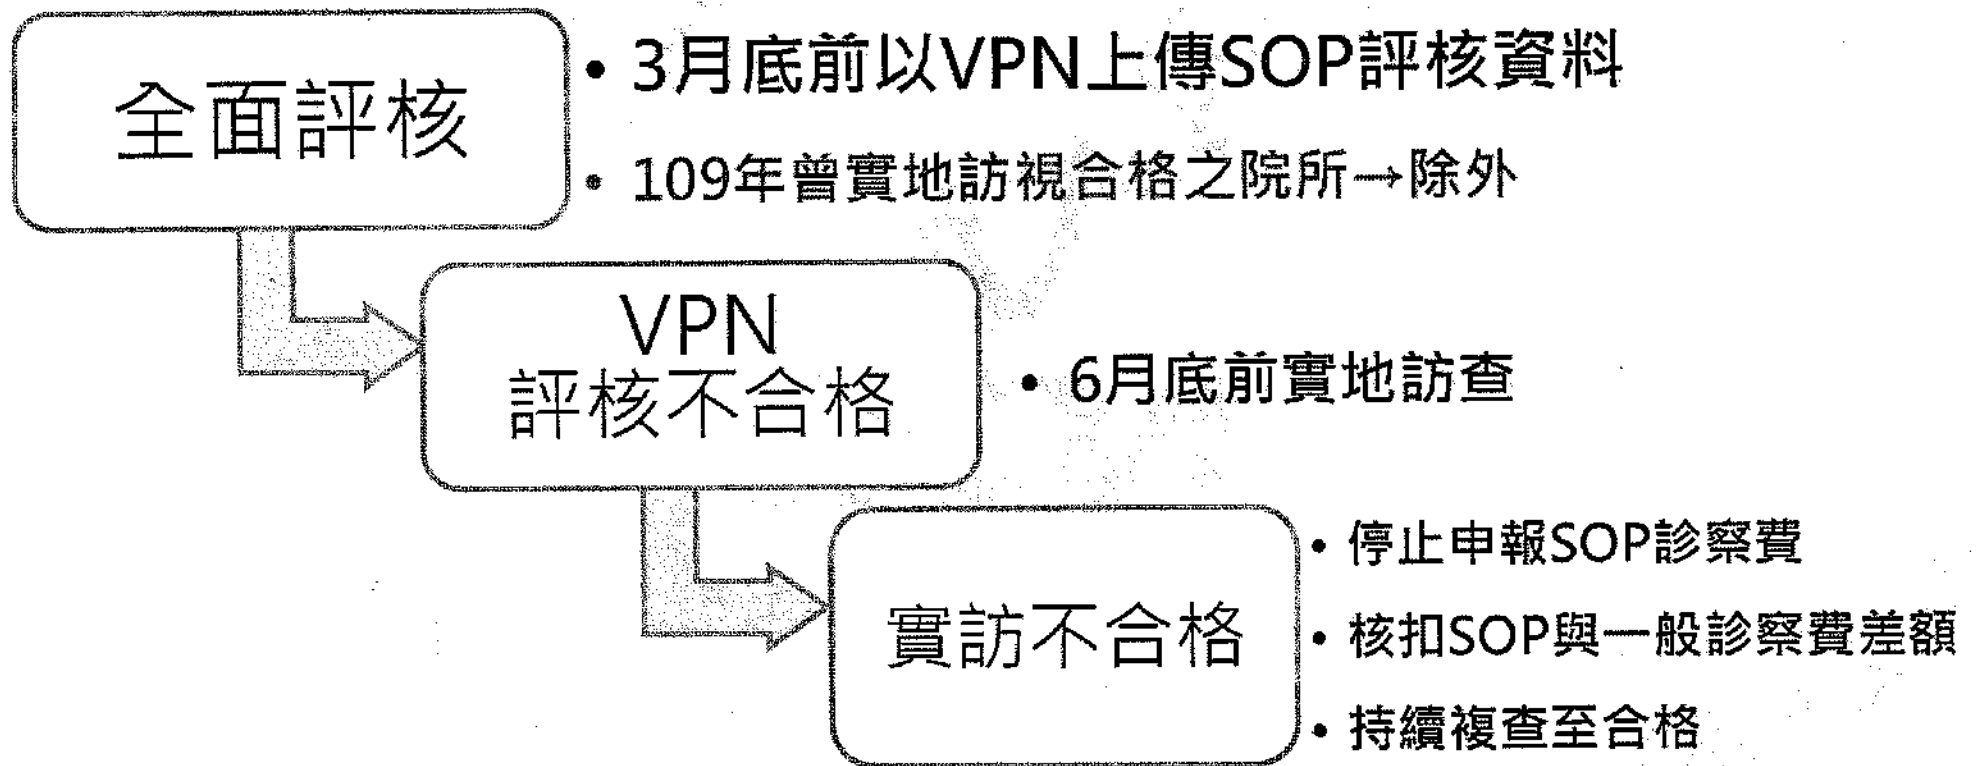 全面評核
• 3月底前以VPN上傳SOP評核資料
• 109年曾實地訪視合格之院所→除外
VPN
評核不合格
• 6月底前實地訪查
實訪不合格
• 停止申報SOP診察費
• 核扣SOP與一般診察費差額
• 持續複查至合格